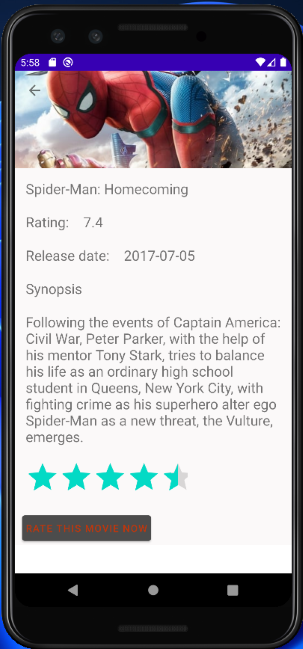 5:58
Spider-Man: Homecoming
Rating: 7.4
Release date: 2017-07-05
Synopsis
Following the events of Captain America:
Civil War, Peter Parker, with the help of
his mentor Tony Stark, tries to balance
his life as an ordinary high school
student in Queens, New York City, with
fighting crime as his superhero alter ego
Spider-Man as a new threat, the Vulture,
emerges.
RATE THIS MOVIE NOW